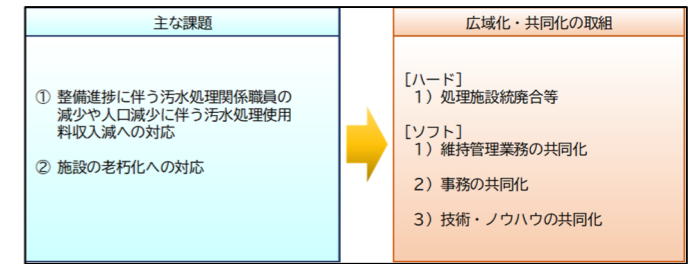 主な課題
① 整備進捗に伴う汚水処理関係職員の
減少や人口減少に伴う汚水処理使用
料収入減への対応
② 施設の老朽化への対応
広域化・共同化の取組
[ハード]
1）処理施設統廃合等
[ソフト]
1）維持管理業務の共同化
2）事務の共同化
3）技術・ノウハウの共同化